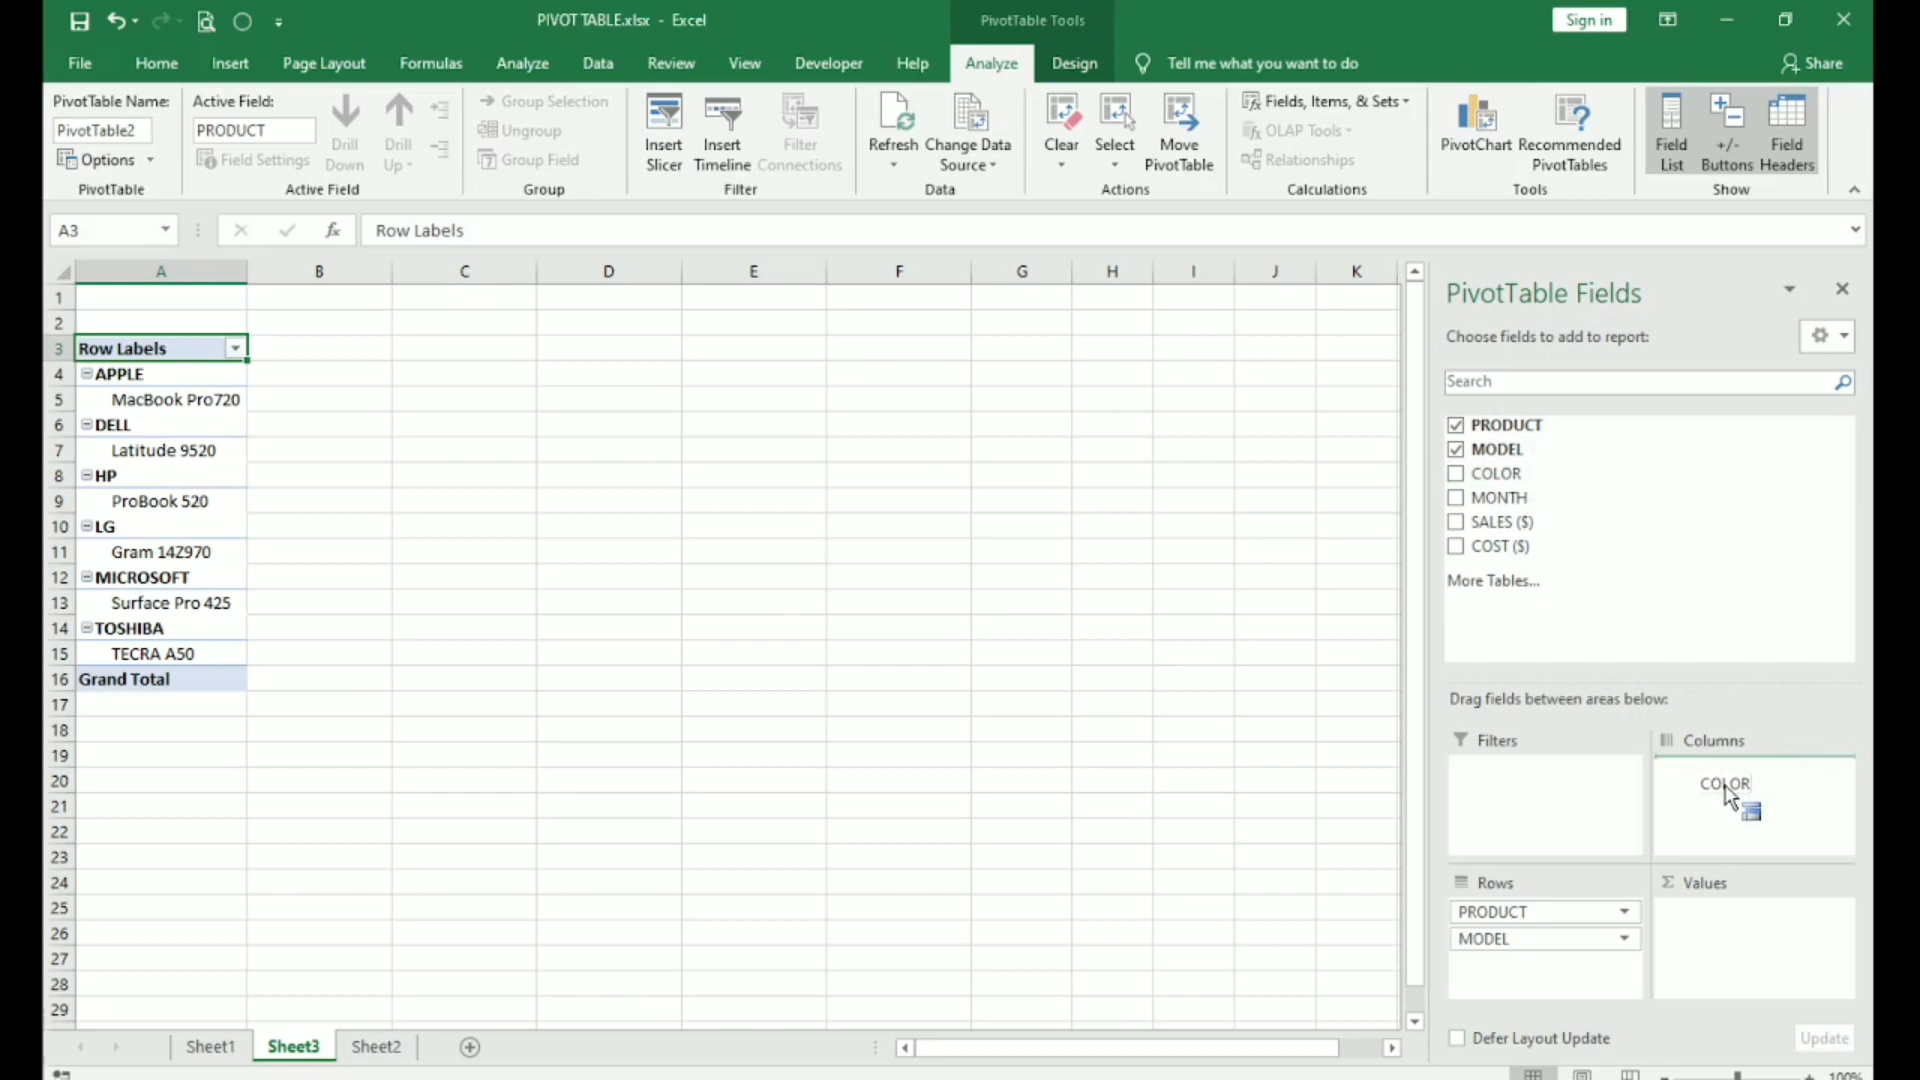 PIVOT TABLE.xlsx - Excel
PivotTable Tools
Sign in
File
Home
Insert
Page Layout
Formulas
Analyze
Data
Review
View
Developer
Help
Analyze
Design
Tell me what you want to do
Share
PivotTable Name:
PivotTable2
Options
PivotTable
Active Field:
PRODUCT
Field Settings
Drill Down
Drill Up
Active Field
Group Selection
Ungroup
Group Field
Group
Insert Slicer
Insert Timeline
Filter Connections
Filter
Refresh
Change Data Source
Data
Clear
Select
Move PivotTable
Actions
Fields, Items, & Sets
OLAP Tools
Relationships
Calculations
PivotChart
Recommended PivotTables
Tools
Field List
+/- Buttons
Field Headers
Show
A3
fx
Row Labels
A B C D E F G H I J K
1
2
3 Row Labels
4 APPLE
5 MacBook Pro720
6 DELL
7 Latitude 9520
8 HP
9 ProBook 520
10 LG
11 Gram 14Z970
12 MICROSOFT
13 Surface Pro 425
14 TOSHIBA
15 TECRA A50
16 Grand Total
17
18
19
20
21
22
23
24
25
26
27
28
29
PivotTable Fields
Choose fields to add to report:
Search
PRODUCT
MODEL
COLOR
MONTH
SALES ($)
COST ($)
More Tables...
Drag fields between areas below:
Filters
Columns
COLOR
Rows
Σ Values
PRODUCT
MODEL
Defer Layout Update
Update
Sheet1
Sheet3
Sheet2
100%